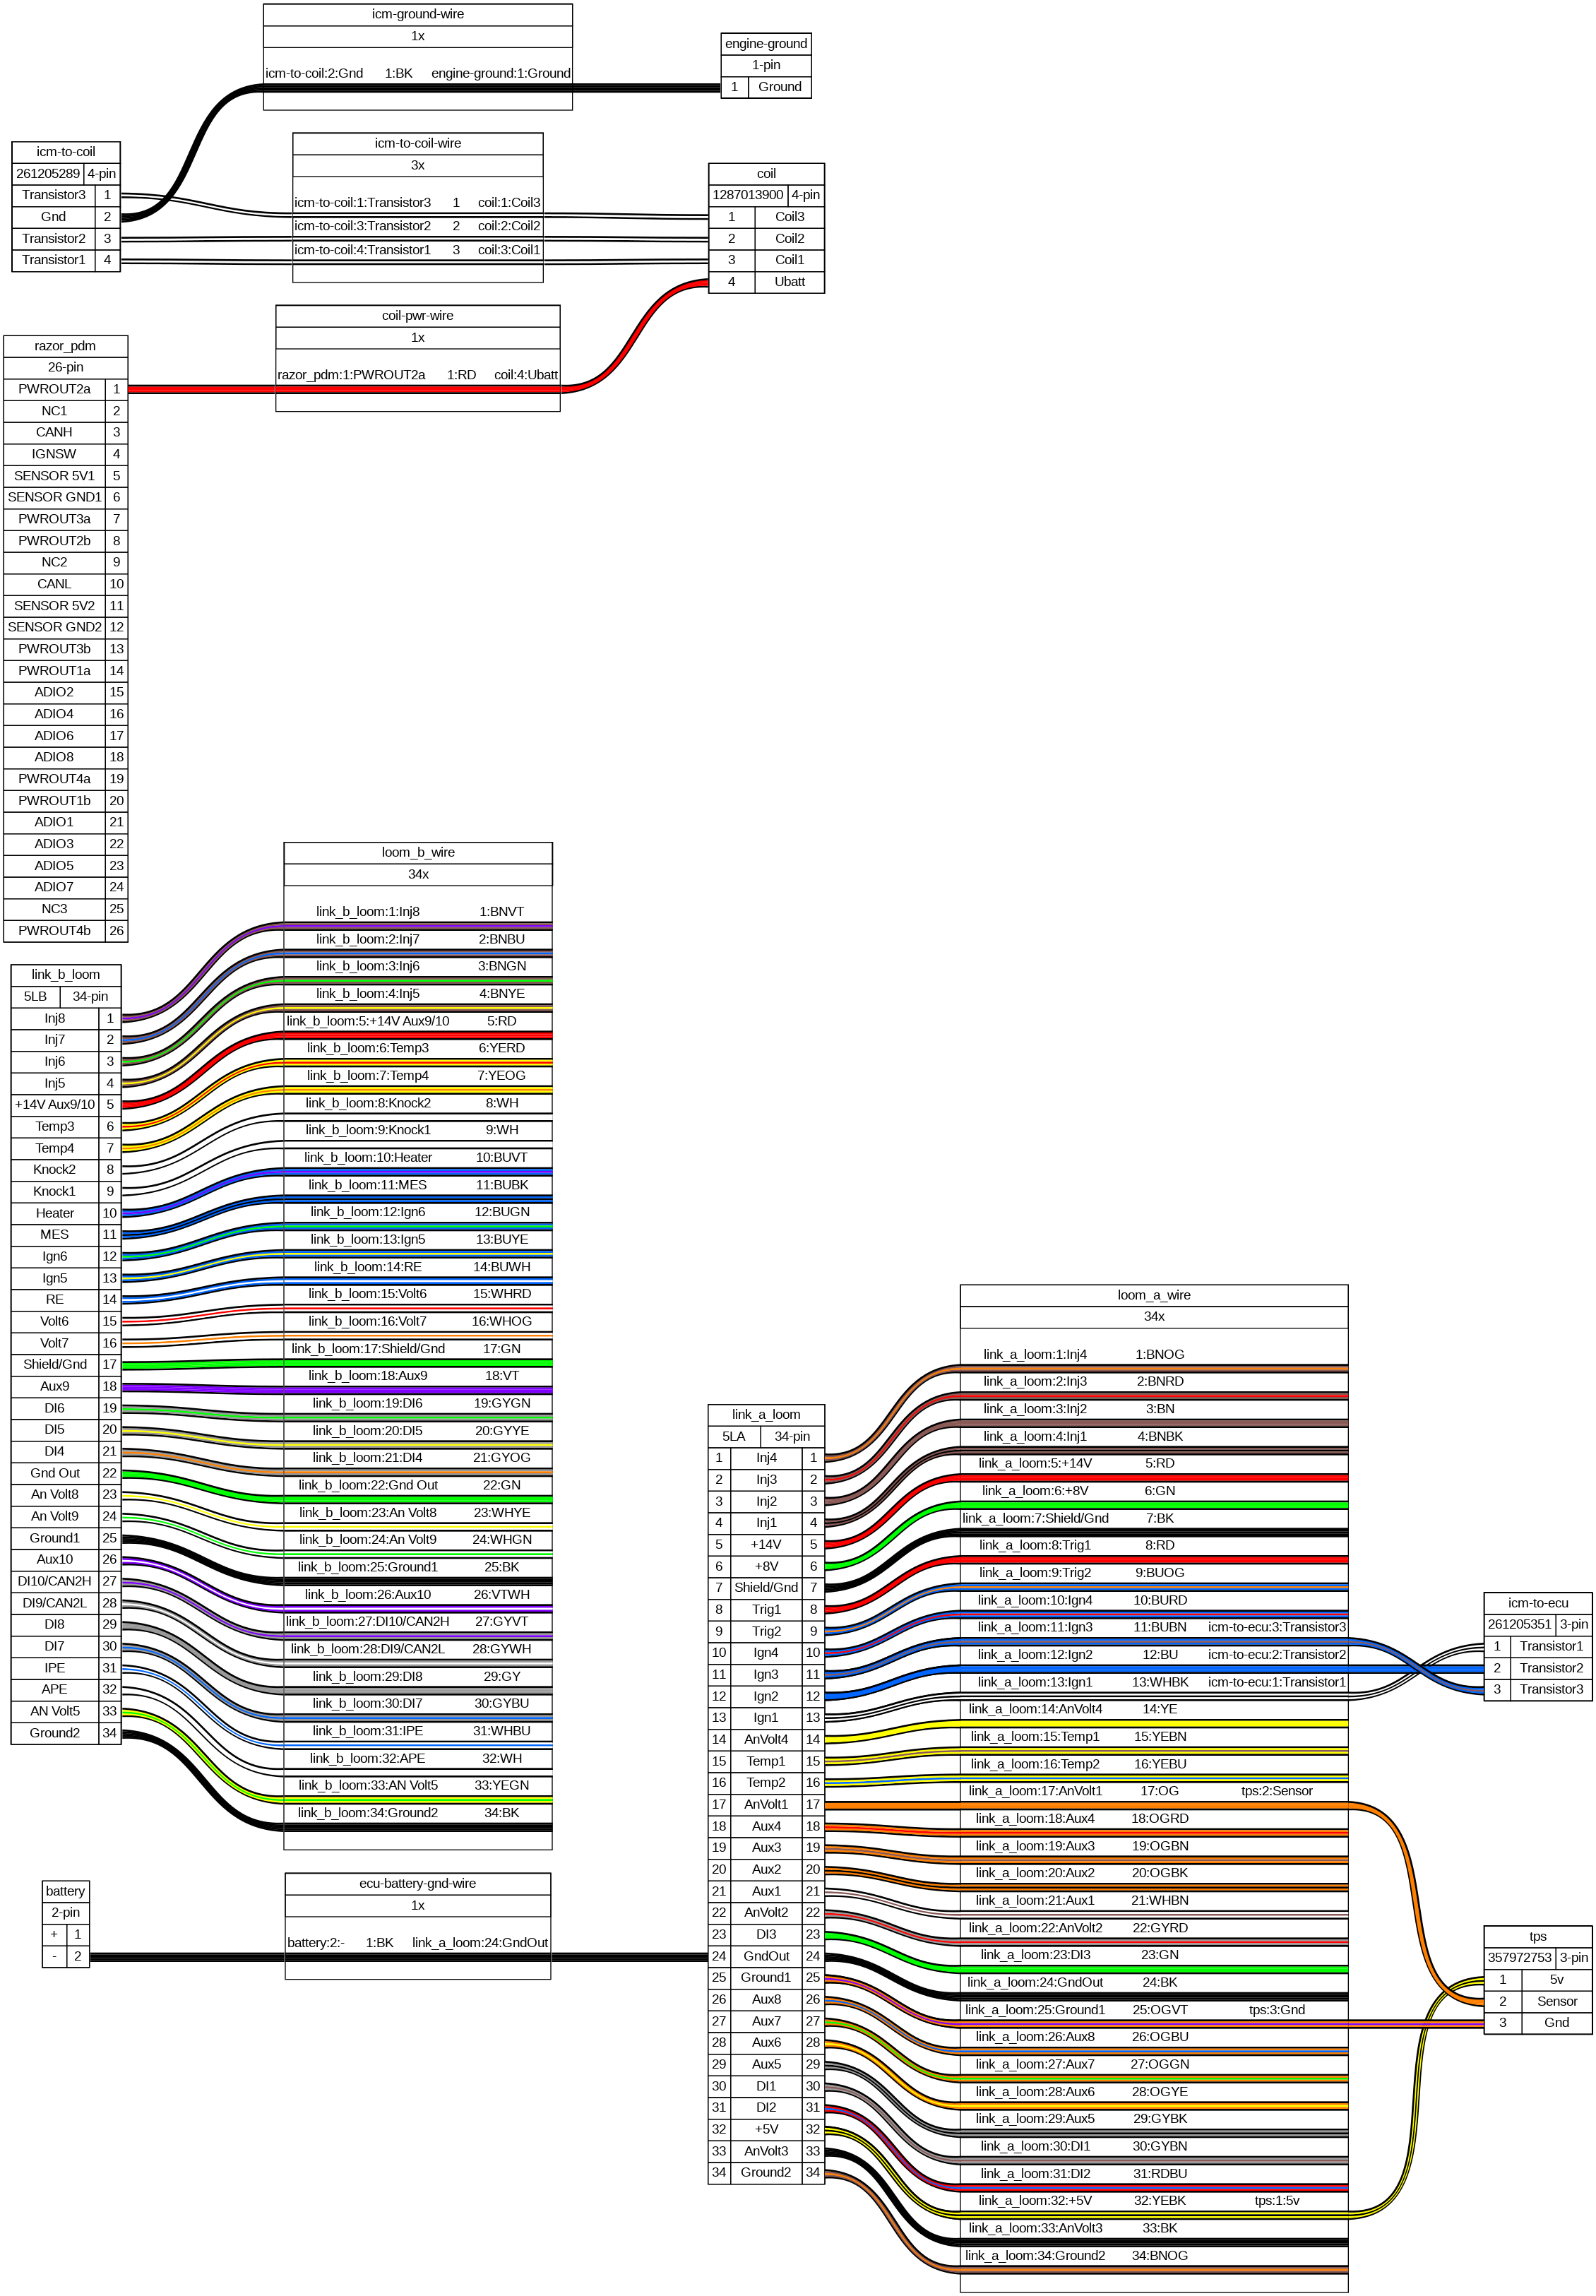 icm-ground-wire
1x
icm-to-coil:2:Gnd 1:BK engine-ground:1:Ground
engine-ground
1-pin
1 Ground
icm-to-coil
261205289 4-pin
Transistor3 1
Gnd 2
Transistor2 3
Transistor1 4
icm-to-coil-wire
3x
icm-to-coil:1:Transistor3 1 coil:1:Coil3
icm-to-coil:3:Transistor2 2 coil:2:Coil2
icm-to-coil:4:Transistor1 3 coil:3:Coil1
coil
1287013900 4-pin
1 Coil3
2 Coil2
3 Coil1
4 Ubatt
coil-pwr-wire
1x
razor_pdm:1:PWROUT2a 1:RD coil:4:Ubatt
razor_pdm
26-pin
PWROUT2a 1
NC1 2
CANH 3
IGNSW 4
SENSOR 5V1 5
SENSOR GND1 6
PWROUT3a 7
PWROUT2b 8
NC2 9
CANL 10
SENSOR 5V2 11
SENSOR GND2 12
PWROUT3b 13
PWROUT1a 14
ADIO2 15
ADIO4 16
ADIO6 17
ADIO8 18
PWROUT4a 19
PWROUT1b 20
ADIO1 21
ADIO3 22
ADIO5 23
ADIO7 24
NC3 25
PWROUT4b 26
link_b_loom
5LB 34-pin
Inj8 1
Inj7 2
Inj6 3
Inj5 4
+14V Aux9/10 5
Temp3 6
Temp4 7
Knock2 8
Knock1 9
Heater 10
MES 11
Ign6 12
Ign5 13
RE 14
Volt6 15
Volt7 16
Shield/Gnd 17
Aux9 18
DI6 19
DI5 20
DI4 21
Gnd Out 22
An Volt8 23
An Volt9 24
Ground1 25
Aux10 26
DI10/CAN2H 27
DI9/CAN2L 28
DI8 29
DI7 30
IPE 31
APE 32
AN Volt5 33
Ground2 34
loom_b_wire
34x
link_b_loom:1:Inj8 1:BNVT
link_b_loom:2:Inj7 2:BNBU
link_b_loom:3:Inj6 3:BNGN
link_b_loom:4:Inj5 4:BNYE
link_b_loom:5:+14V Aux9/10 5:RD
link_b_loom:6:Temp3 6:YERD
link_b_loom:7:Temp4 7:YEOG
link_b_loom:8:Knock2 8:WH
link_b_loom:9:Knock1 9:WH
link_b_loom:10:Heater 10:BUVT
link_b_loom:11:MES 11:BUBK
link_b_loom:12:Ign6 12:BUGN
link_b_loom:13:Ign5 13:BUYE
link_b_loom:14:RE 14:BUWH
link_b_loom:15:Volt6 15:WHRD
link_b_loom:16:Volt7 16:WHOG
link_b_loom:17:Shield/Gnd 17:GN
link_b_loom:18:Aux9 18:VT
link_b_loom:19:DI6 19:GYGN
link_b_loom:20:DI5 20:GYYE
link_b_loom:21:DI4 21:GYOG
link_b_loom:22:Gnd Out 22:GN
link_b_loom:23:An Volt8 23:WHYE
link_b_loom:24:An Volt9 24:WHGN
link_b_loom:25:Ground1 25:BK
link_b_loom:26:Aux10 26:VTWH
link_b_loom:27:DI10/CAN2H 27:GYVT
link_b_loom:28:DI9/CAN2L 28:GYWH
link_b_loom:29:DI8 29:GY
link_b_loom:30:DI7 30:GYBU
link_b_loom:31:IPE 31:WHBU
link_b_loom:32:APE 32:WH
link_b_loom:33:AN Volt5 33:YEGN
link_b_loom:34:Ground2 34:BK
battery
2-pin
+ 1
- 2
ecu-battery-gnd-wire
1x
battery:2:- 1:BK link_a_loom:24:GndOut
link_a_loom
5LA 34-pin
1 Inj4 1
2 Inj3 2
3 Inj2 3
4 Inj1 4
5 +14V 5
6 +8V 6
7 Shield/Gnd 7
8 Trig1 8
9 Trig2 9
10 Ign4 10
11 Ign3 11
12 Ign2 12
13 Ign1 13
14 AnVolt4 14
15 Temp1 15
16 Temp2 16
17 AnVolt1 17
18 Aux4 18
19 Aux3 19
20 Aux2 20
21 Aux1 21
22 AnVolt2 22
23 DI3 23
24 GndOut 24
25 Ground1 25
26 Aux8 26
27 Aux7 27
28 Aux6 28
29 Aux5 29
30 DI1 30
31 DI2 31
32 +5V 32
33 AnVolt3 33
34 Ground2 34
loom_a_wire
34x
link_a_loom:1:Inj4 1:BNOG
link_a_loom:2:Inj3 2:BNRD
link_a_loom:3:Inj2 3:BN
link_a_loom:4:Inj1 4:BNBK
link_a_loom:5:+14V 5:RD
link_a_loom:6:+8V 6:GN
link_a_loom:7:Shield/Gnd 7:BK
link_a_loom:8:Trig1 8:RD
link_a_loom:9:Trig2 9:BUOG
link_a_loom:10:Ign4 10:BURD
link_a_loom:11:Ign3 11:BUBN icm-to-ecu:3:Transistor3
link_a_loom:12:Ign2 12:BU icm-to-ecu:2:Transistor2
link_a_loom:13:Ign1 13:WHBK icm-to-ecu:1:Transistor1
link_a_loom:14:AnVolt4 14:YE
link_a_loom:15:Temp1 15:YEBN
link_a_loom:16:Temp2 16:YEBU
link_a_loom:17:AnVolt1 17:OG tps:2:Sensor
link_a_loom:18:Aux4 18:OGRD
link_a_loom:19:Aux3 19:OGBN
link_a_loom:20:Aux2 20:OGBK
link_a_loom:21:Aux1 21:WHBN
link_a_loom:22:AnVolt2 22:GYRD
link_a_loom:23:DI3 23:GN
link_a_loom:24:GndOut 24:BK
link_a_loom:25:Ground1 25:OGVT tps:3:Gnd
link_a_loom:26:Aux8 26:OGBU
link_a_loom:27:Aux7 27:OGGN
link_a_loom:28:Aux6 28:OGYE
link_a_loom:29:Aux5 29:GYBK
link_a_loom:30:DI1 30:GYBN
link_a_loom:31:DI2 31:RDBU
link_a_loom:32:+5V 32:YEBK tps:1:5v
link_a_loom:33:AnVolt3 33:BK
link_a_loom:34:Ground2 34:BNOG
icm-to-ecu
261205351 3-pin
1 Transistor1
2 Transistor2
3 Transistor3
tps
357972753 3-pin
1 5v
2 Sensor
3 Gnd